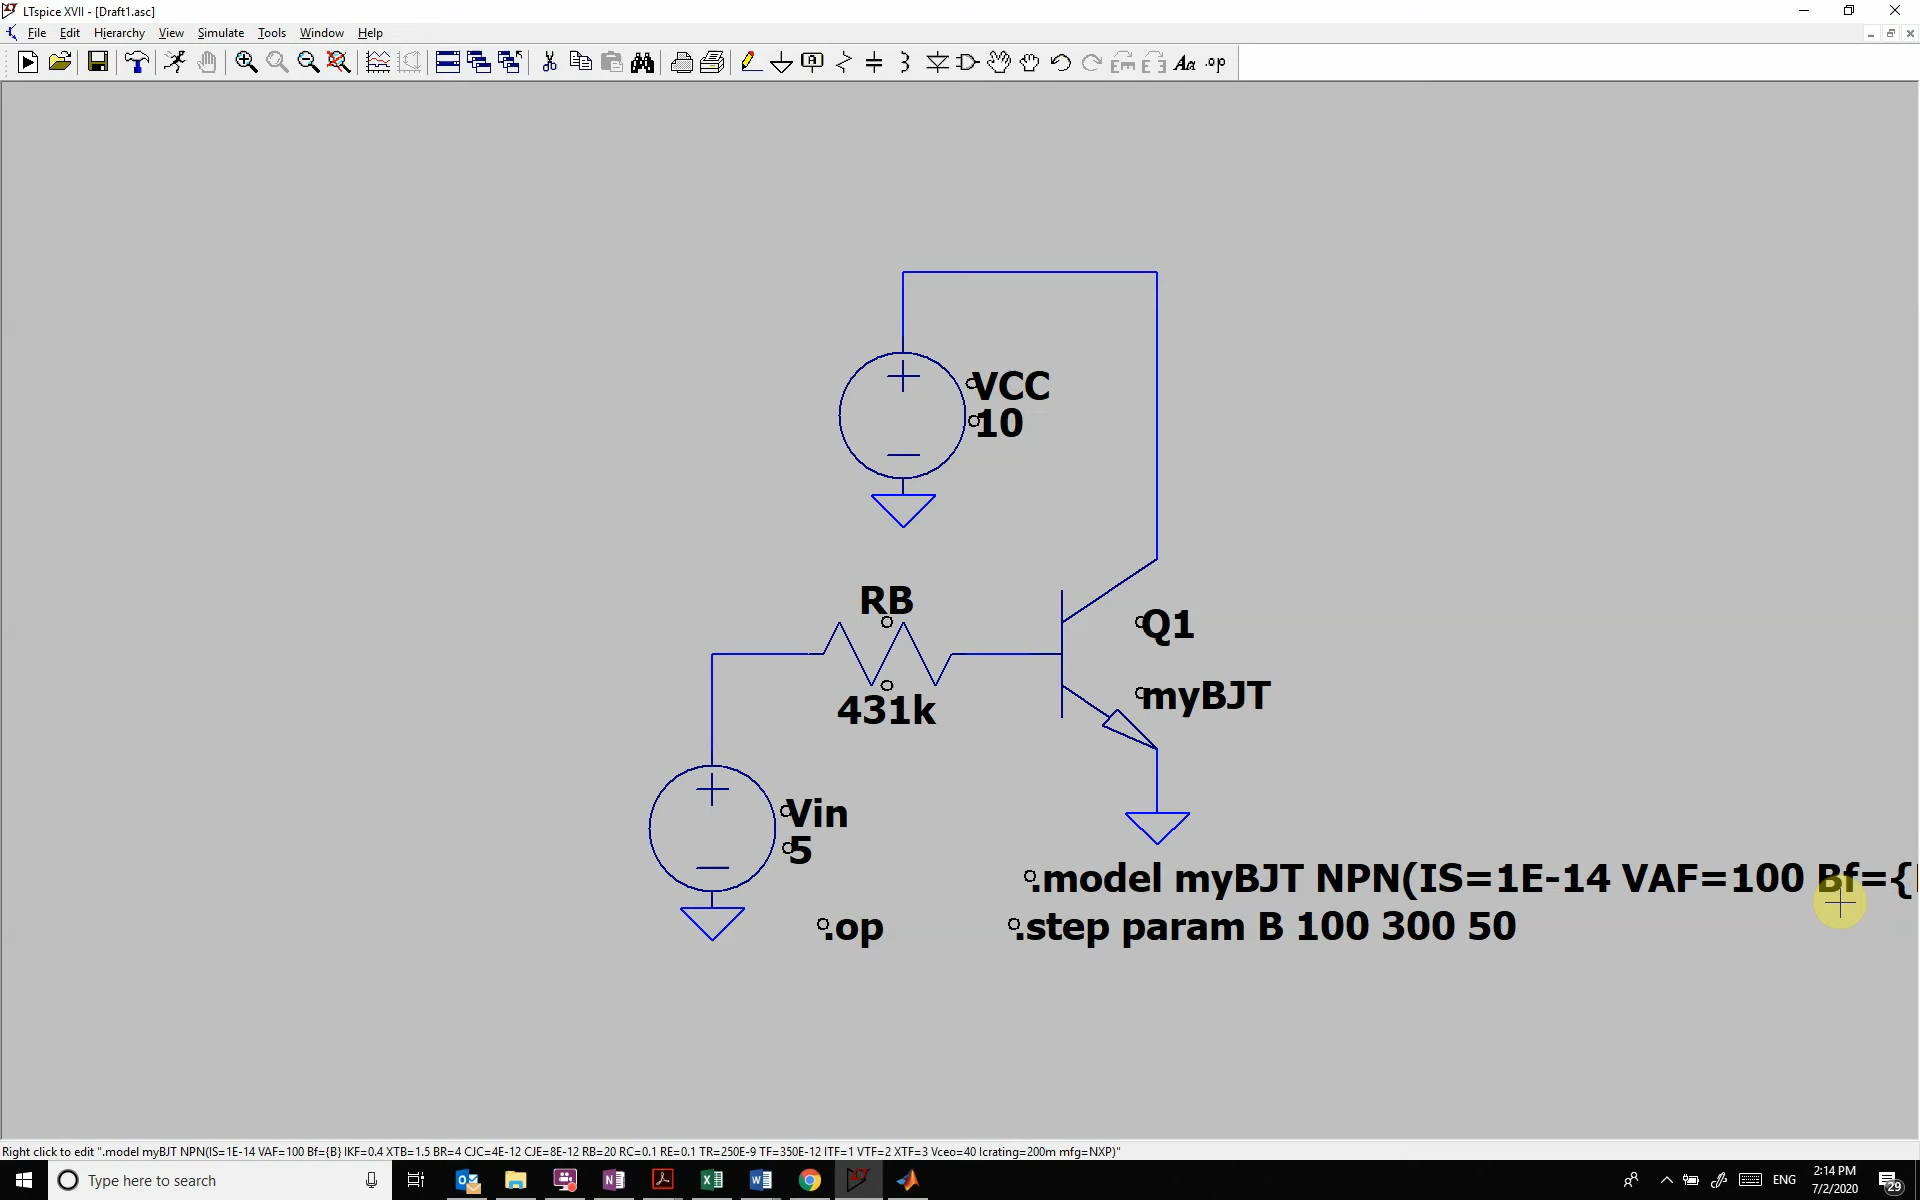 LTspice XVII - [Draft1.asc]
File Edit Hierarchy View Simulate Tools Window Help
.op
VCC
10
RB
Q1
431k
myBJT
Vin
5
.model myBJT NPN(IS=1E-14 VAF=100 Bf={
.op
.step param B 100 300 50
Right click to edit ".model myBJT NPN(IS=1E-14 VAF=100 Bf={B} IKF=0.4 XTB=1.5 BR=4 CJC=4E-12 CJE=8E-12 RB=20 RC=0.1 RE=0.1 TR=250E-9 TF=350E-12 ITF=1 VTF=2 XTF=3 Vceo=40 Icrating=200m mfg=NXP)"
Type here to search
ENG
2:14 PM
7/2/2020
29